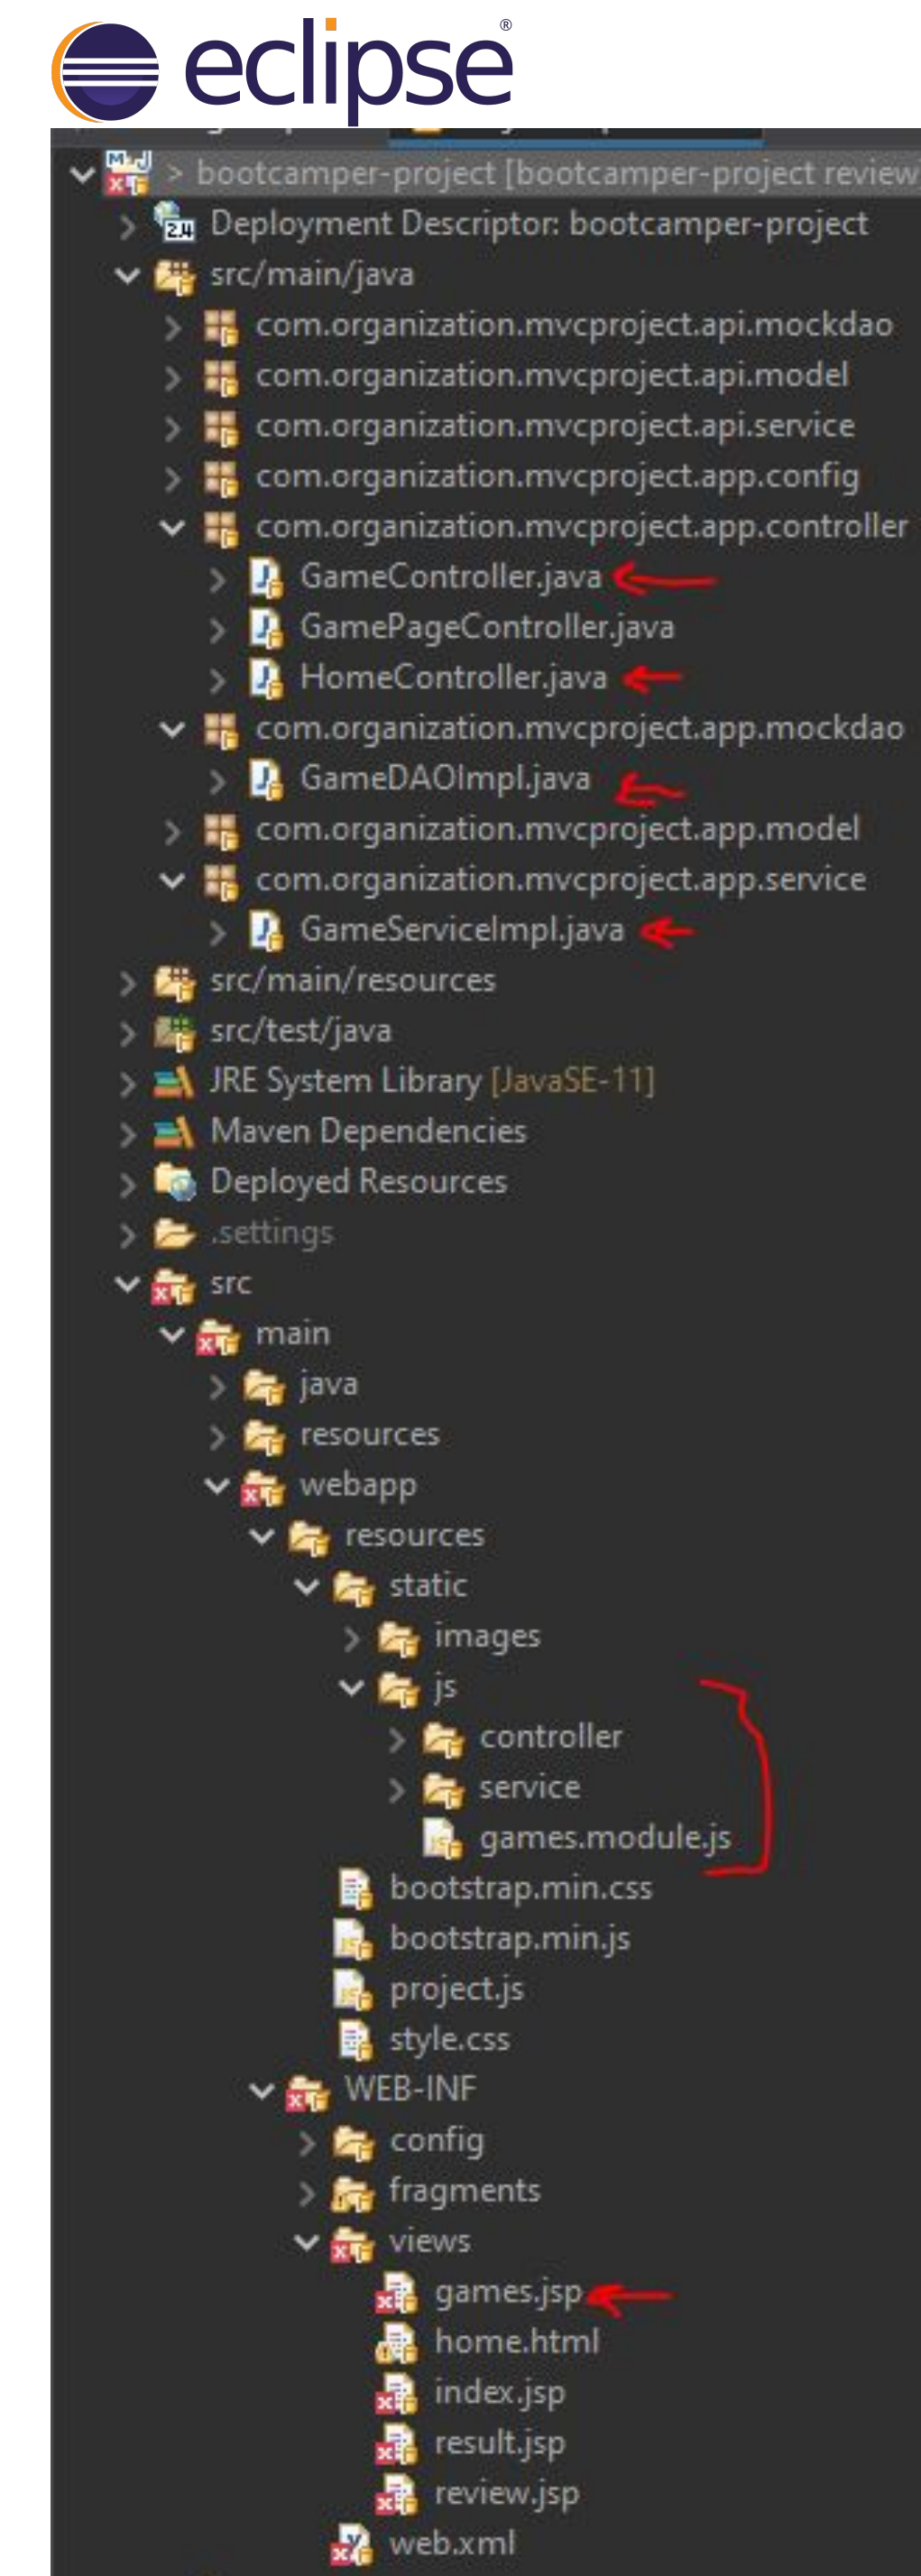 eclipse®
> bootcamper-project [bootcamper-project review
Deployment Descriptor: bootcamper-project
src/main/java
com.organization.mvcproject.api.mockdao
com.organization.mvcproject.api.model
com.organization.mvcproject.api.service
com.organization.mvcproject.app.config
com.organization.mvcproject.app.controller
GameController.java
GamePageController.java
HomeController.java
com.organization.mvcproject.app.mockdao
GameDAOImpl.java
com.organization.mvcproject.app.model
com.organization.mvcproject.app.service
GameServiceImpl.java
src/main/resources
src/test/java
JRE System Library [JavaSE-11]
Maven Dependencies
Deployed Resources
.settings
src
main
java
resources
webapp
resources
static
images
js
controller
service
games.module.js
bootstrap.min.css
bootstrap.min.js
project.js
style.css
WEB-INF
config
fragments
views
games.jsp
home.html
index.jsp
result.jsp
review.jsp
web.xml